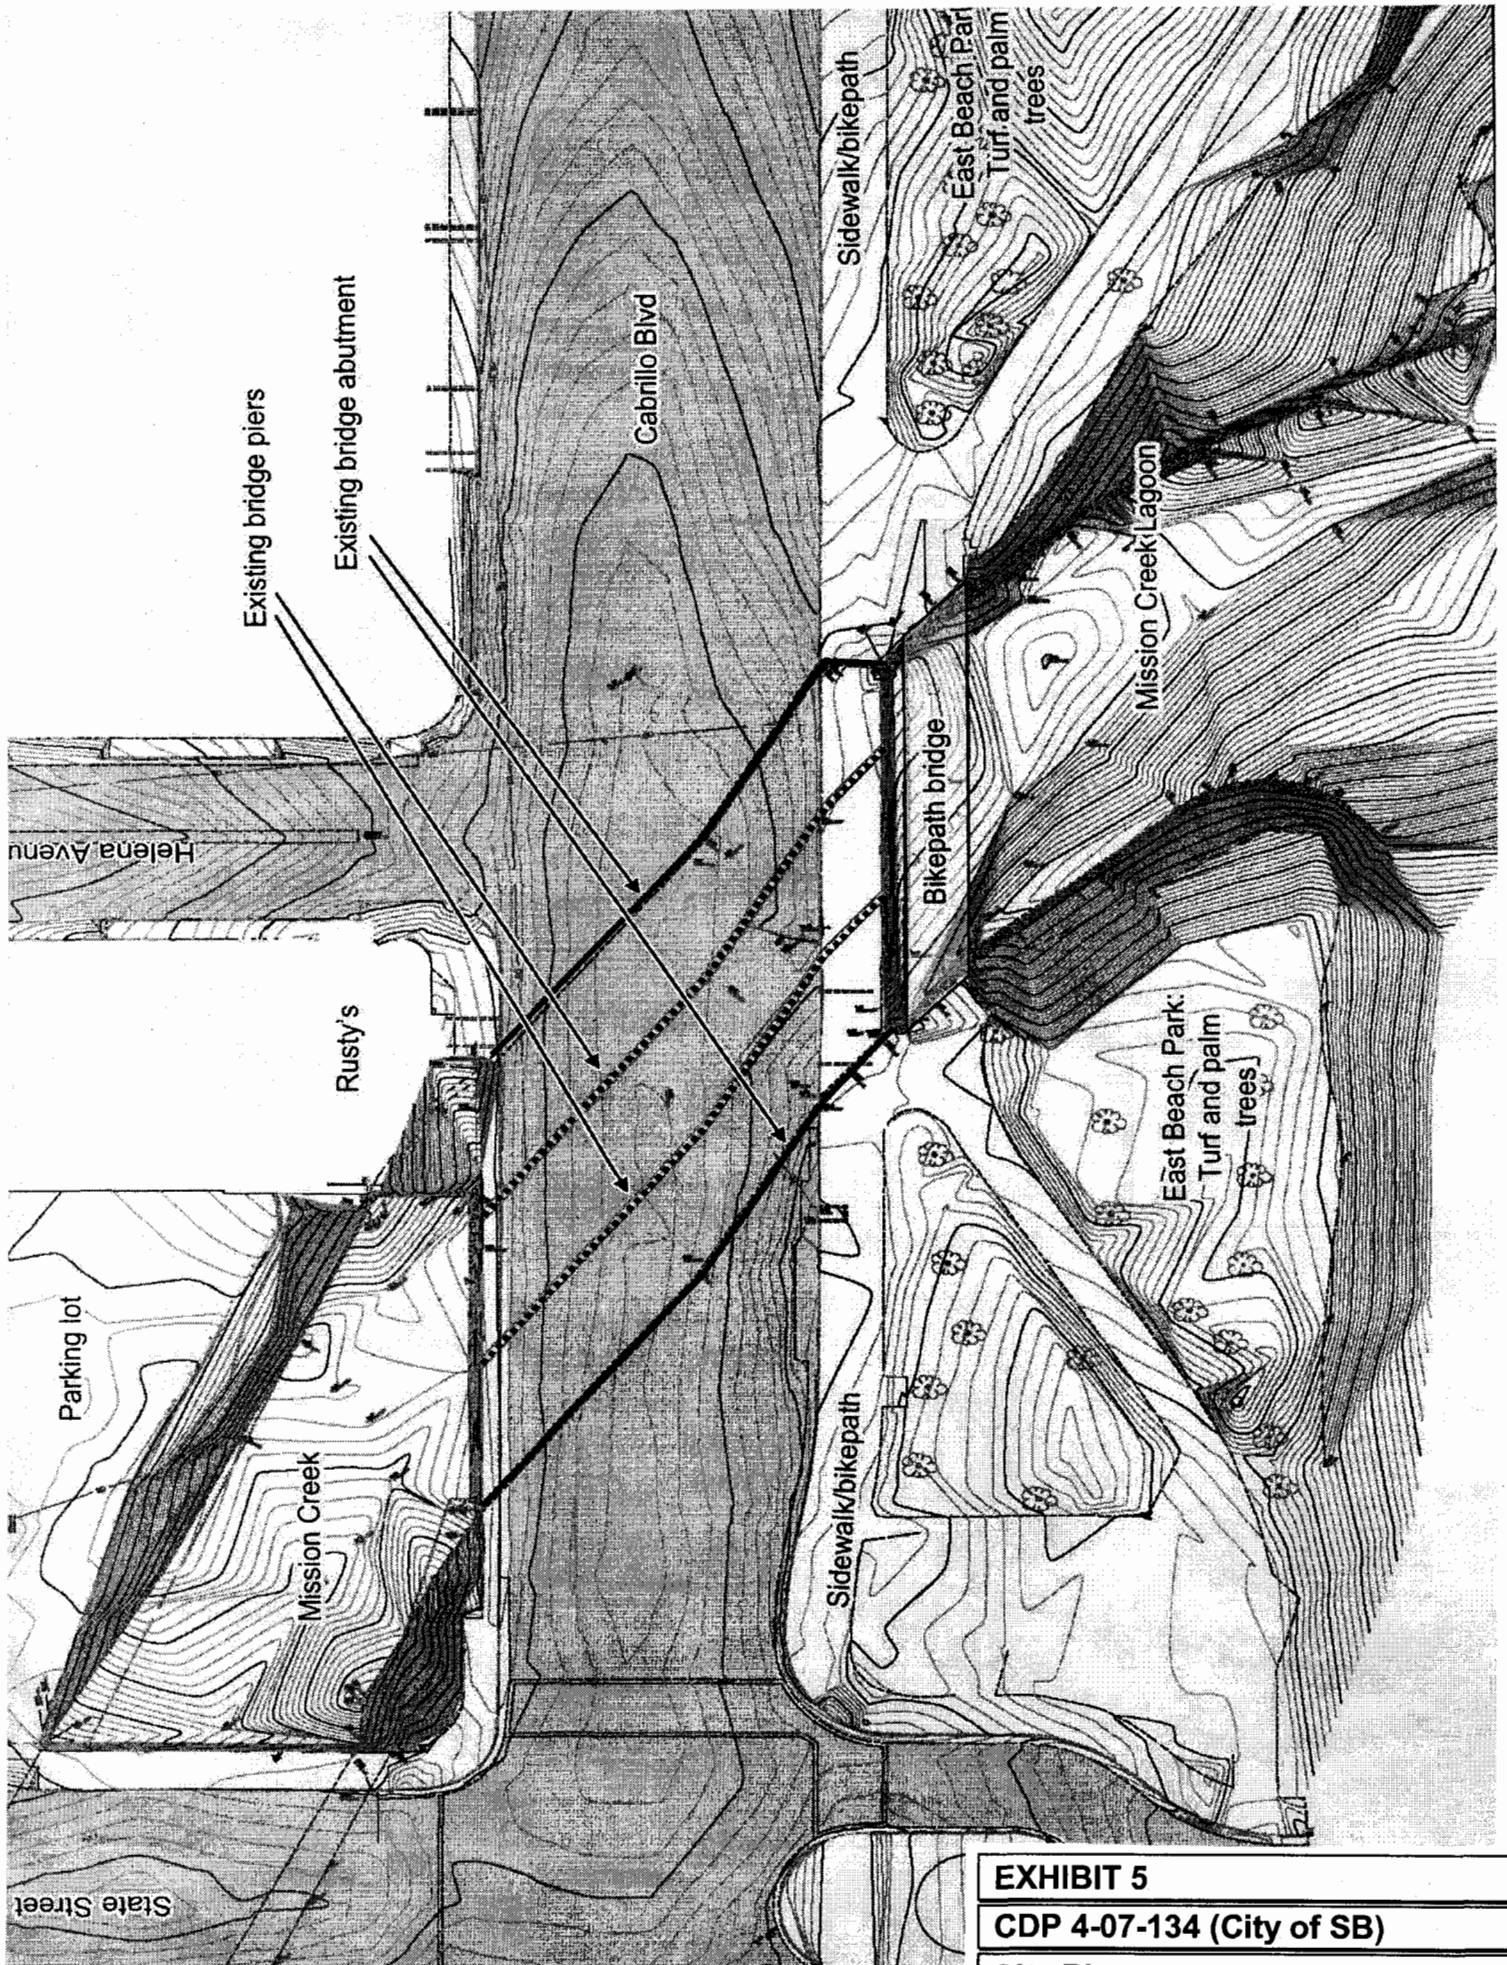 Existing bridge piers
Existing bridge abutment
Cabrillo Blvd
Sidewalk/bikepath
East Beach Par
Turf and palm
trees
Helena Avenu
Rusty's
Parking lot
Mission Creek
Bikepath bridge
Mission Creek Lagoon
East Beach Park:
Turf and palm
trees
Sidewalk/bikepath
State Street
EXHIBIT 5
CDP 4-07-134 (City of SB)